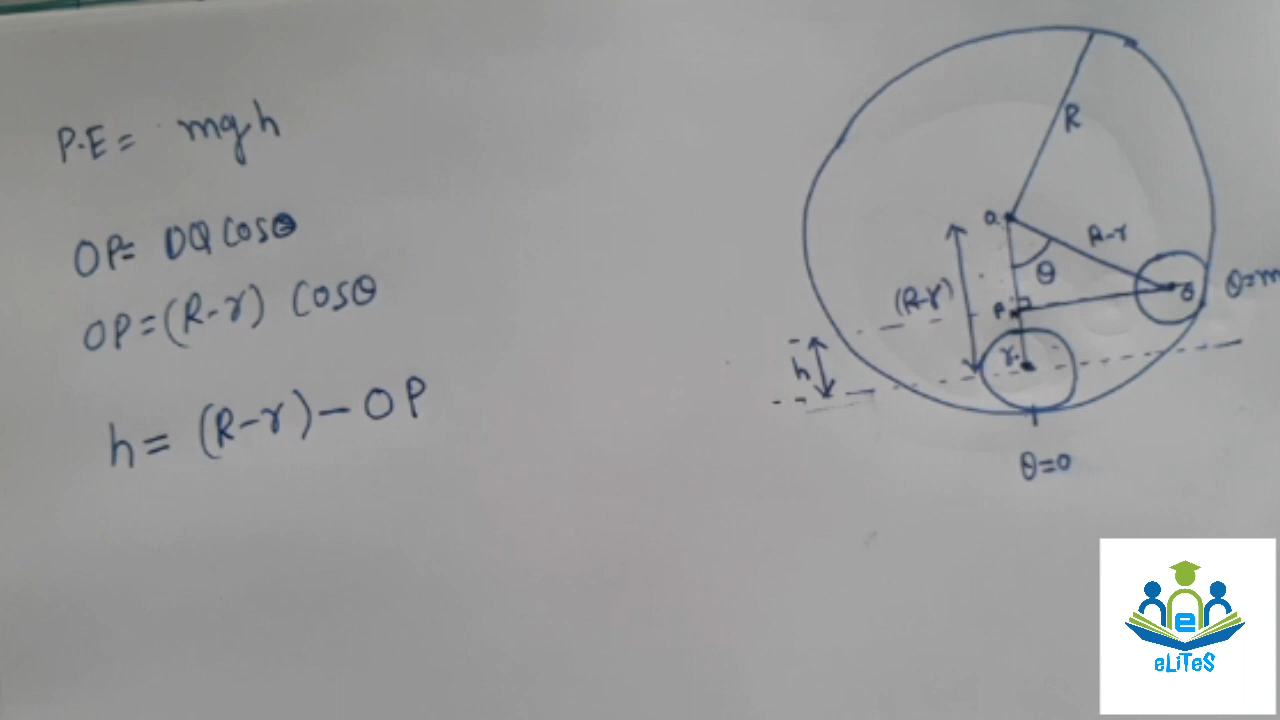 P.E = mgh
OP = OQ cosθ
OP = (R-r) cosθ
h = (R-r) - OP
R
R-r
θ
(R-r)
P
h
r
θ=m
θ=0
e
eLiTeS